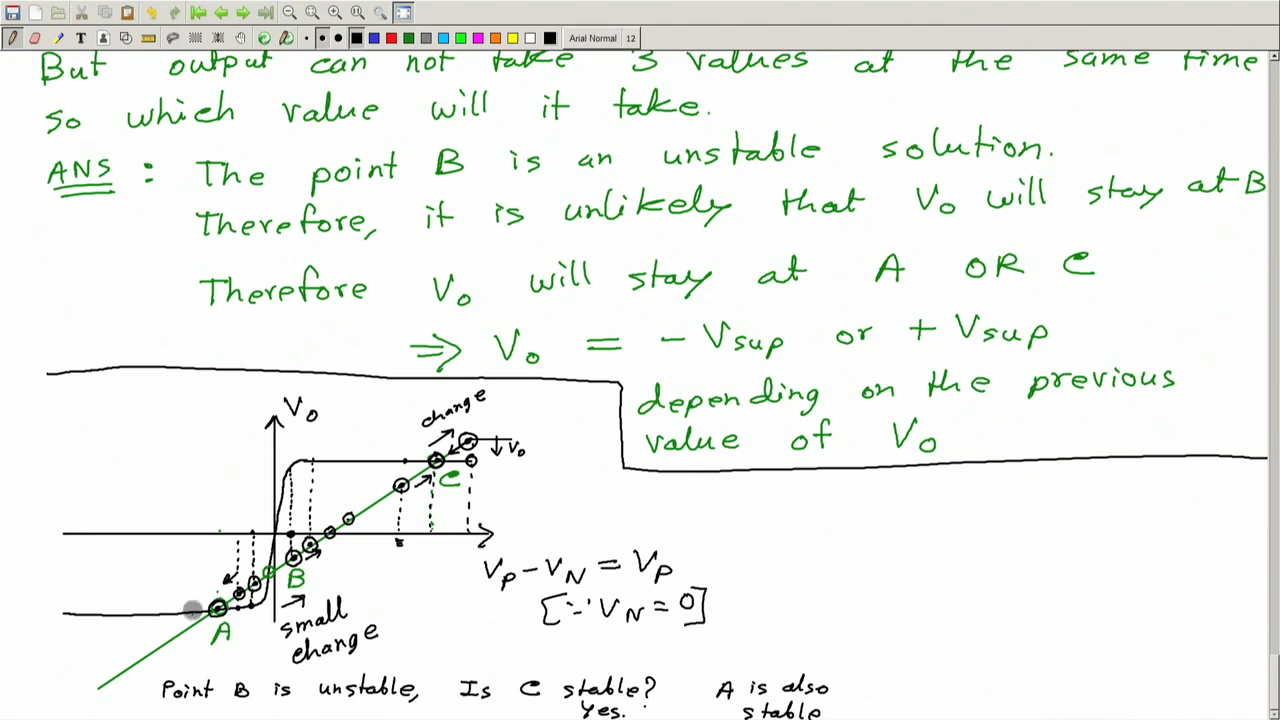 Arial Normal 12
But output can not take 3 values at the same time
so which value will it take.
ANS : The point B is an unstable solution.
Therefore, it is unlikely that Vo will stay at B
Therefore Vo will stay at A OR C
⇒ Vo = - Vsup or + Vsup
depending on the previous
value of Vo
Vo
change
↓ Vo
C
B
A
small
change
VP - VN = VP
[∵ VN = 0]
Point B is unstable, Is C stable? A is also
Yes. stable